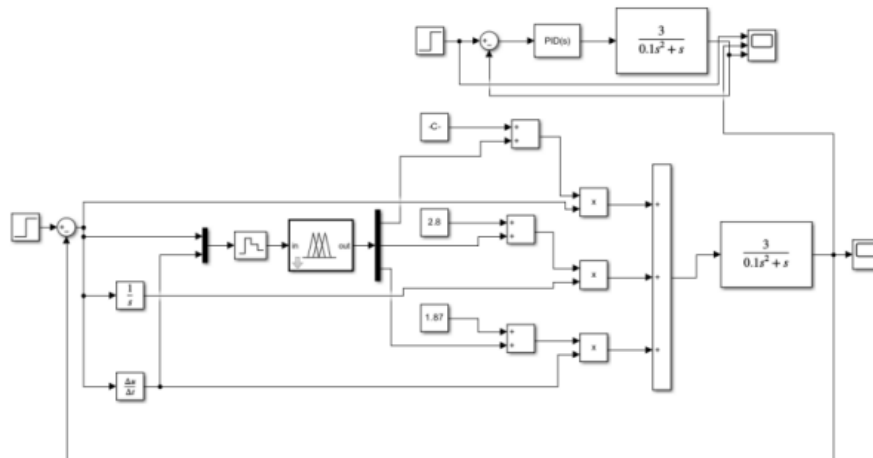 PID(s)
3
0.1s² + s
-C-
2.8
in
out
3
0.1s² + s
1
s
1.87
Δu
Δt
x
x
x
+
+
+
+
+
+
+
+
+
+
-
+
-